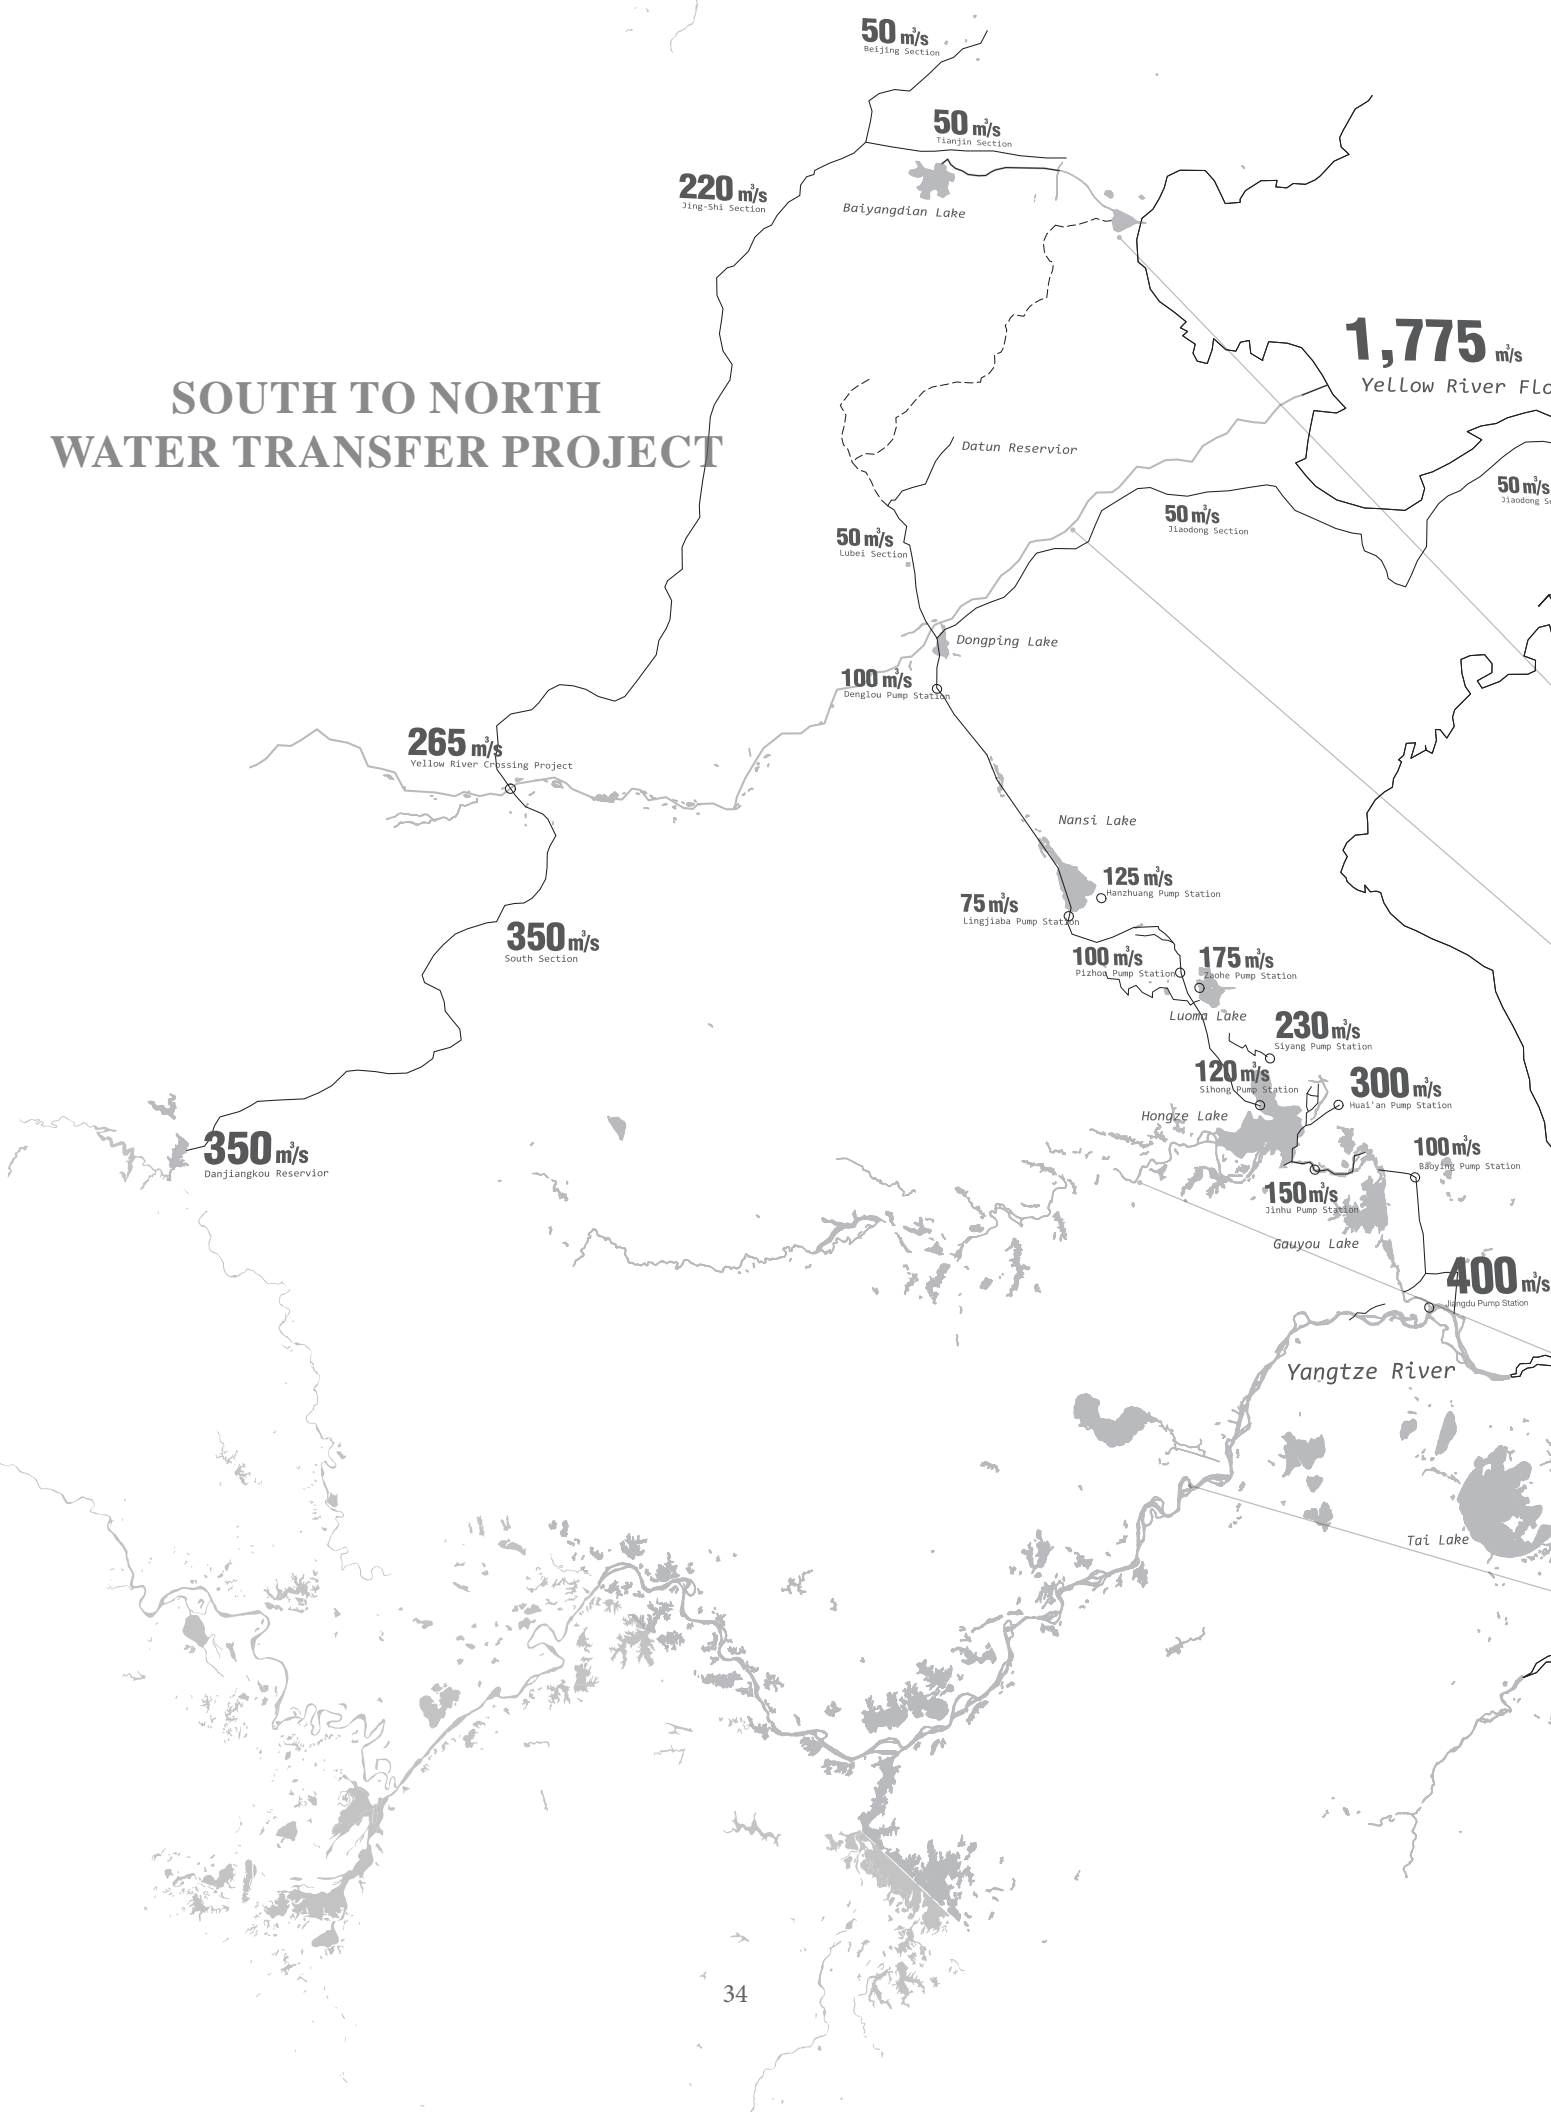 50 m³/s
Beijing Section
50 m³/s
Tianjin Section
220 m³/s
Jing-Shi Section
Baiyangdian Lake
1,775 m³/s
Yellow River Flo
SOUTH TO NORTH
WATER TRANSFER PROJECT
Datun Reservior
50 m³/s
Jiaodong Se
50 m³/s
Jiaodong Section
50 m³/s
Lubei Section
Dongping Lake
100 m³/s
Denglou Pump Station
265 m³/s
Yellow River Crossing Project
Nansi Lake
125 m³/s
Hanzhuang Pump Station
75 m³/s
Lingjiaba Pump Station
350 m³/s
South Section
100 m³/s
Pizhou Pump Station
175 m³/s
Zaohe Pump Station
Luoma Lake
230 m³/s
Siyang Pump Station
120 m³/s
Sihong Pump Station
300 m³/s
Huai'an Pump Station
Hongze Lake
350 m³/s
Danjiangkou Reservior
100 m³/s
Baoying Pump Station
150 m³/s
Jinhu Pump Station
Gauyou Lake
400 m³/s
Jiangdu Pump Station
Yangtze River
Tai Lake
34